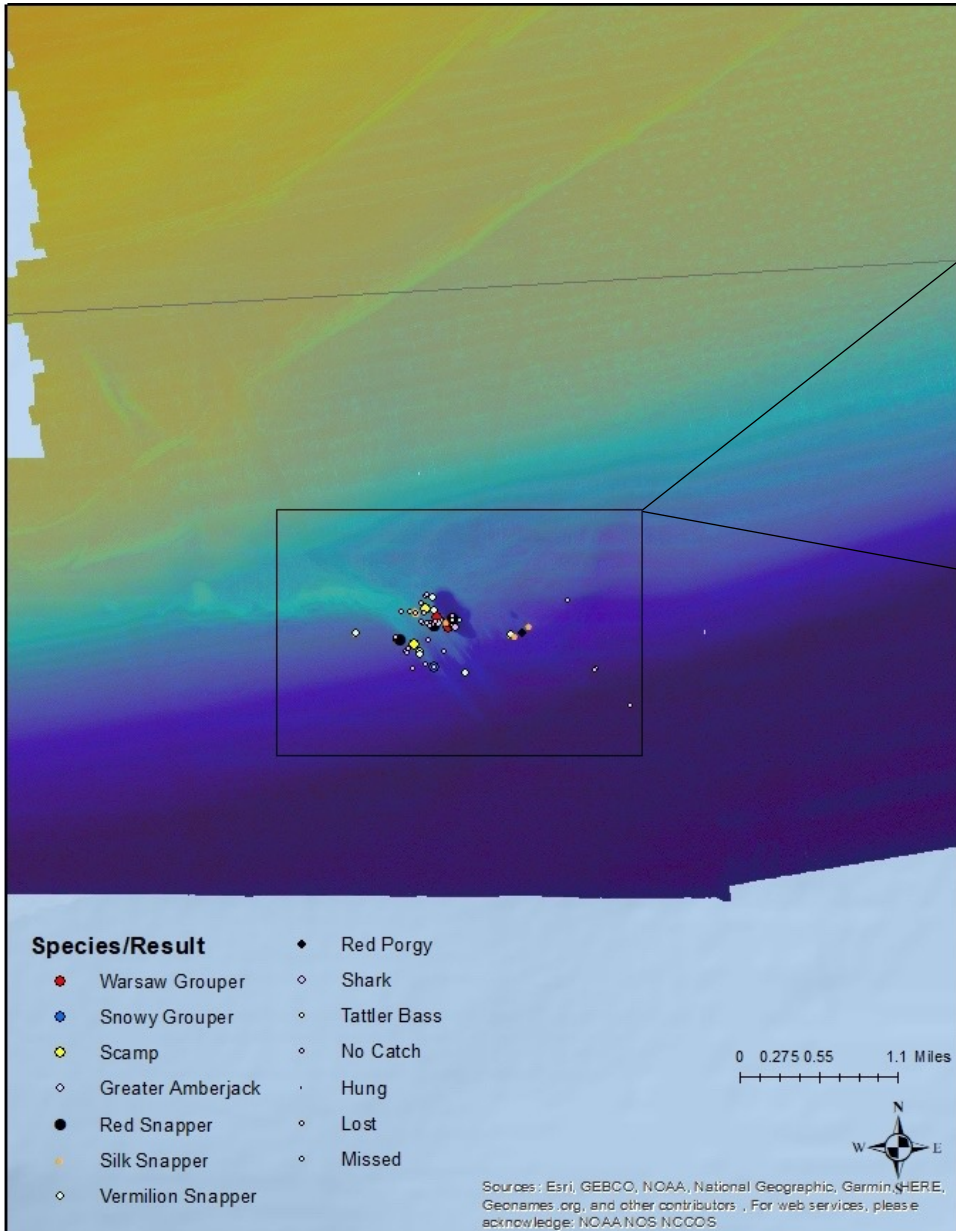 Species/Result
Warsaw Grouper
Snowy Grouper
Scamp
Greater Amberjack
Red Snapper
Silk Snapper
Vermilion Snapper
Red Porgy
Shark
Tattler Bass
No Catch
Hung
Lost
Missed
0 0.275 0.55 1.1 Miles
N
W E
S
Sources: Esri, GEBCO, NOAA, National Geographic, Garmin, HERE,
Geonames.org, and other contributors , For web services, please
acknowledge: NOAA NOS NCCOS